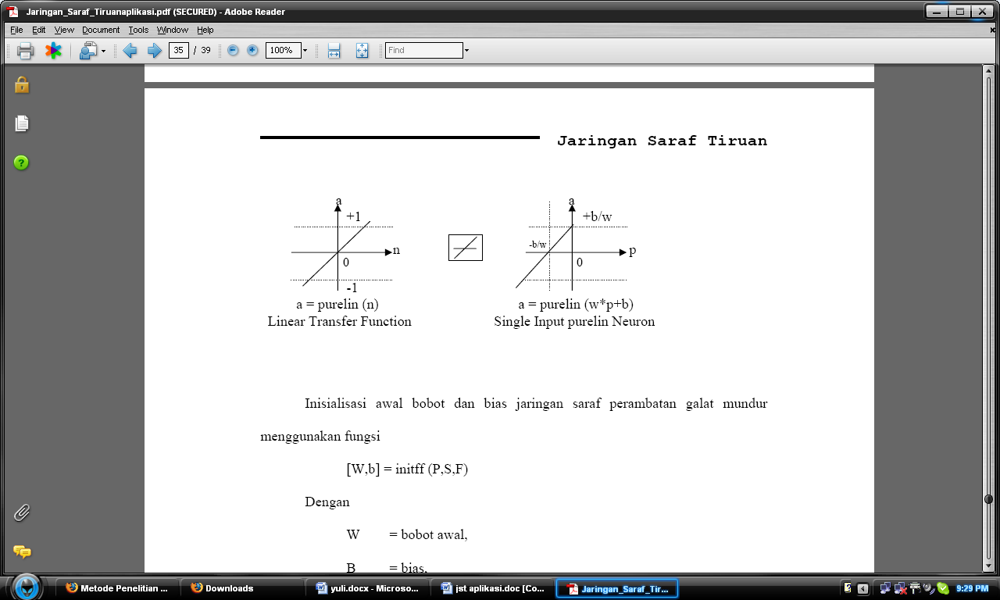 Jaringan_Saraf_Tiruanaplikasi.pdf (SECURED) - Adobe Reader
File Edit View Document Tools Window Help
35 / 39 100% Find
Jaringan Saraf Tiruan
a a
+1 +b/w
-b/w
n p
0 0
-1
a = purelin (n) a = purelin (w*p+b)
Linear Transfer Function Single Input purelin Neuron
Inisialisasi awal bobot dan bias jaringan saraf perambatan galat mundur
menggunakan fungsi
[W,b] = initff (P,S,F)
Dengan
W = bobot awal,
B = bias,
Metode Penelitian ... Downloads yuli.docx - Microso... jst aplikasi.doc [Co... Jaringan_Saraf_Tir... 9:29 PM